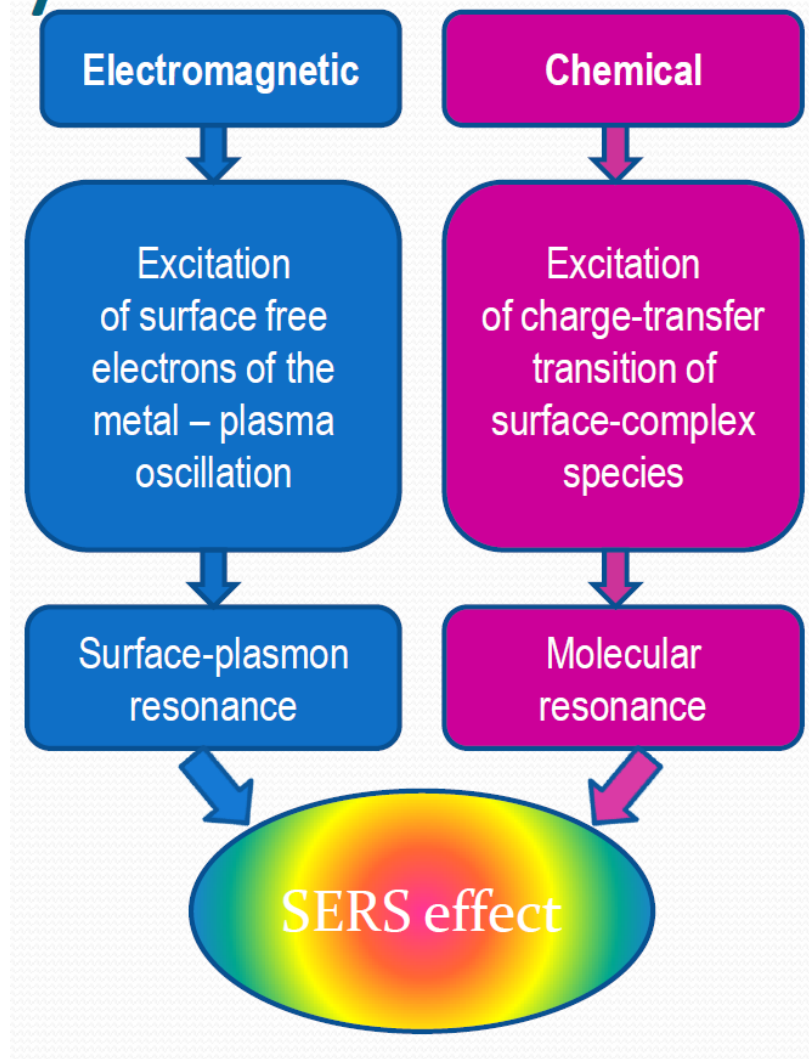 Electromagnetic
Excitation
of surface free
electrons of the
metal – plasma
oscillation
Surface-plasmon
resonance
Chemical
Excitation
of charge-transfer
transition of
surface-complex
species
Molecular
resonance
SERS effect